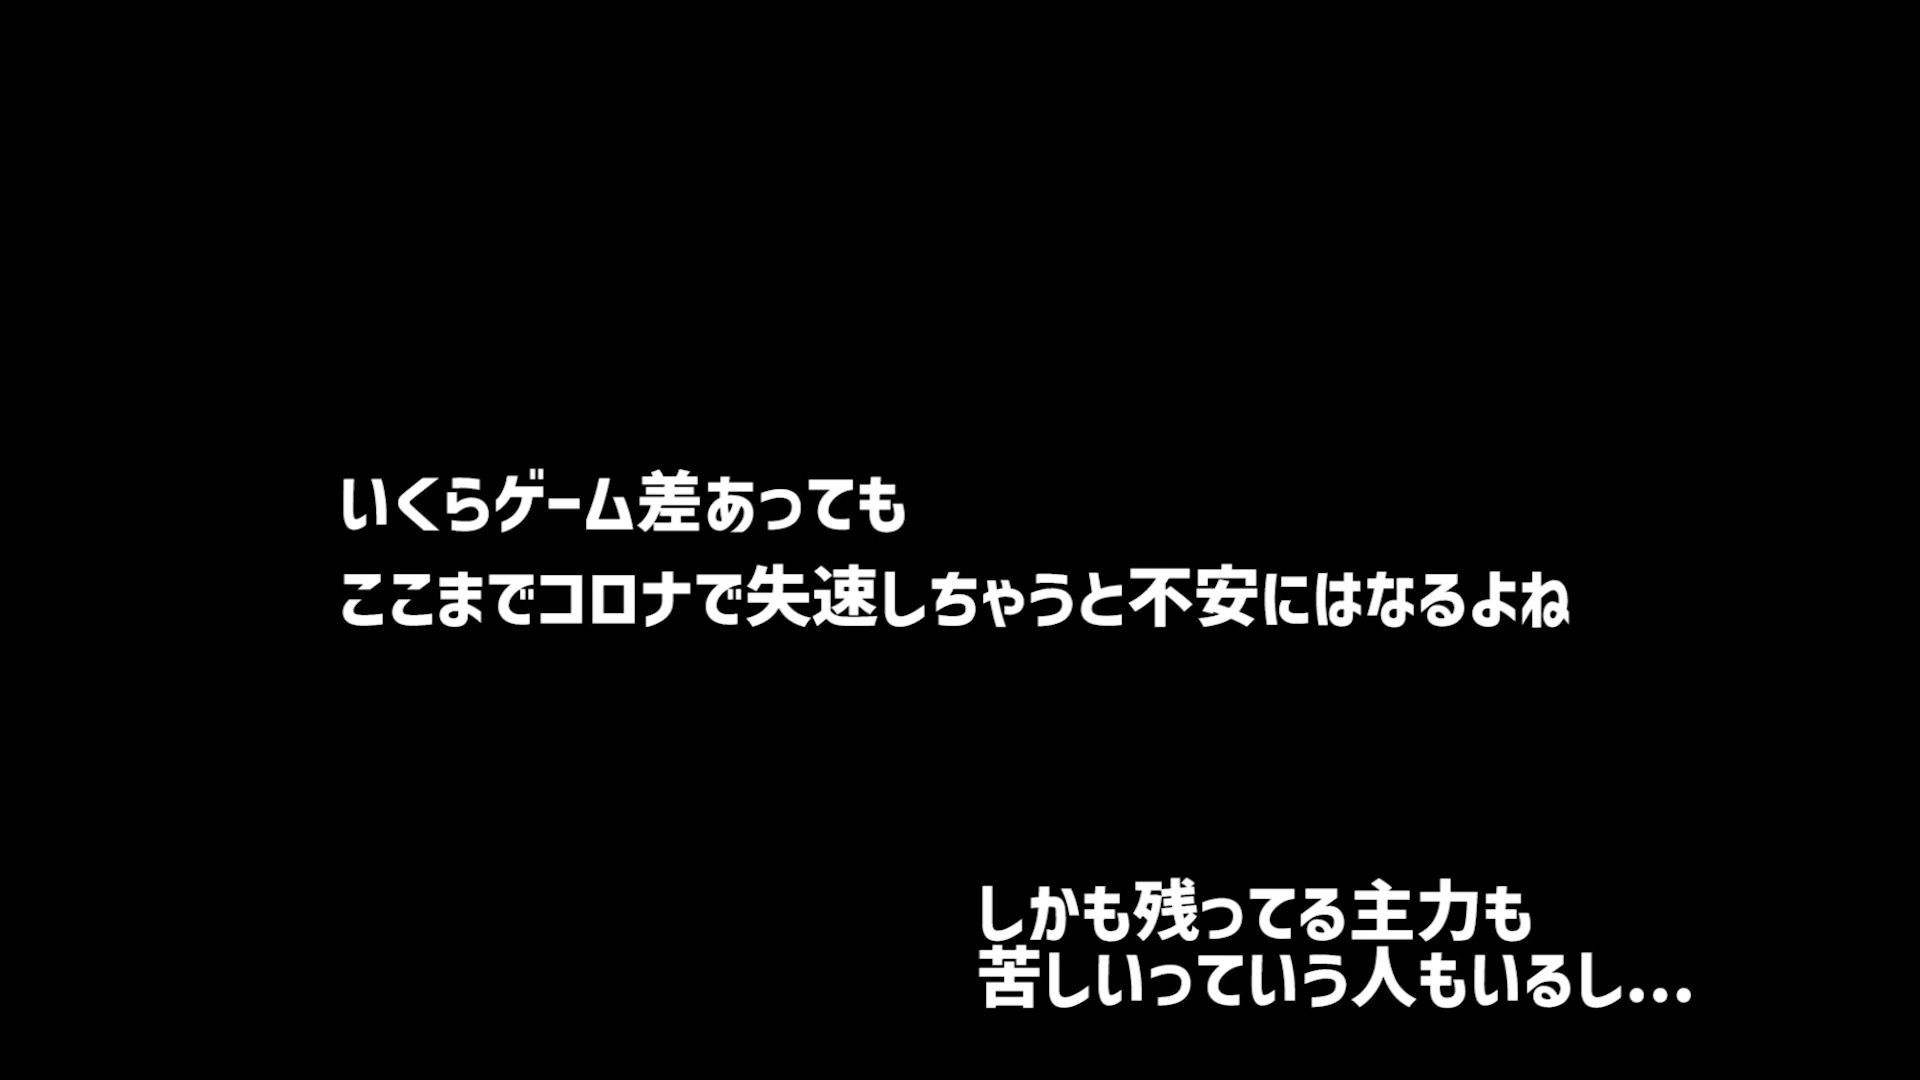 いくらゲーム差あっても
ここまでコロナで失速しちゃうと不安にはなるよね
しかも残ってる主力も
苦しいっていう人もいるし...